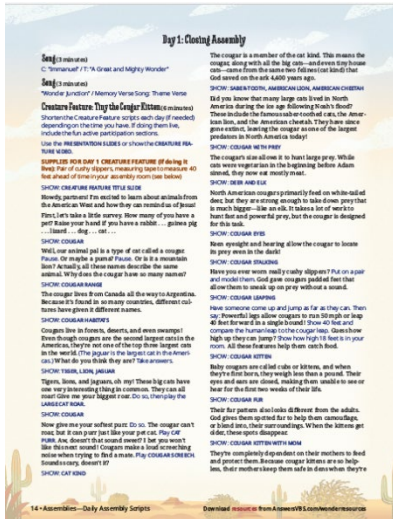 Day 1: Closing Assembly
Song (3 minutes)
C: "Immanuel" / T: "A Great and Mighty Wonder"
Song (3 minutes)
"Wonder Junction" / Memory Verse Song: Theme Verse
Creature Feature: Tiny the Cougar Kitten (6 minutes)
Shorten the Creature Feature scripts each day (if needed)
depending on the time you have. If doing them live,
include the fun active participation sections.
Use the PRESENTATION SLIDES or show the CREATURE FEA-
TURE VIDEO.
SUPPLIES FOR DAY 1 CREATURE FEATURE (if doing it
live): Pair of cushy slippers, measuring tape to measure 40
feet ahead of time in your assembly room (see below)
SHOW: CREATURE FEATURE TITLE SLIDE
Howdy, partners! I'm excited to learn about animals from
the American West and how they can remind us of Jesus!
First, let's take a little survey. How many of you have a
pet? Raise your hand if you have a rabbit . . . guinea pig
. . . lizard . . . dog . . . cat . . .
SHOW: COUGAR
Well, our animal pal is a type of cat called a cougar.
Pause. Or maybe a puma? Pause. Or is it a mountain
lion? Actually, all these names describe the same
animal. Why does the cougar have so many names?
SHOW: COUGAR RANGE
The cougar lives from Canada all the way to Argentina.
Because it's found in so many countries, different cul-
tures have given it different names.
SHOW: COUGAR HABITATS
Cougars live in forests, deserts, and even swamps!
Even though cougars are the second largest cats in the
Americas, they're not one of the top three largest cats
in the world. (The jaguar is the largest cat in the Ameri-
cas.) What do you think they are? Take answers.
SHOW: TIGER, LION, JAGUAR
Tigers, lions, and jaguars, oh my! These big cats have
one very interesting thing in common. They can all
roar! Give me your biggest roar. Do so, then play the
LARGE CAT ROAR.
SHOW: COUGAR
Now give me your softest purr. Do so. The cougar can't
roar, but it can purr just like your pet cat. Play CAT
PURR. Aw, doesn't that sound sweet? I bet you won't
like this next sound! Cougars make a loud screeching
noise when trying to find a mate. Play COUGAR SCREECH.
Sounds scary, doesn't it?
SHOW: CAT KIND
The cougar is a member of the cat kind. This means the
cougar, along with all the big cats—and even tiny house
cats—came from the same two felines (cat kind) that
God saved on the ark 4,600 years ago.
SHOW: SABER-TOOTH, AMERICAN LION, AMERICAN CHEETAH
Did you know that many large cats lived in North
America during the ice age following Noah's flood?
These include the famous saber-toothed cats, the Amer-
ican lion, and the American cheetah. They have since
gone extinct, leaving the cougar as one of the largest
predators in North America today!
SHOW: COUGAR WITH PREY
The cougar's size allows it to hunt large prey. While
cats were vegetarian in the beginning before Adam
sinned, they now eat mostly meat.
SHOW: DEER AND ELK
North American cougars primarily feed on white-tailed
deer, but they are strong enough to take down prey that
is much bigger—like an elk. It takes a lot of work to
hunt fast and powerful prey, but the cougar is designed
for this task.
SHOW: COUGAR EYES
Keen eyesight and hearing allow the cougar to locate
its prey even in the dark!
SHOW: COUGAR STALKING
Have you ever worn really cushy slippers? Put on a pair
and model them. God gave cougars padded feet that
allow them to sneak up on prey without a sound.
SHOW: COUGAR LEAPING
Have someone come up and jump as far as they can. Then
say: Powerful legs allow cougars to run 50 mph or leap
40 feet forward in a single bound! Show 40 feet and
compare the human leap to the cougar leap. Guess how
high up they can jump? Show how high 18 feet is in your
room. All these features help them catch food.
SHOW: COUGAR KITTEN
Baby cougars are called cubs or kittens, and when
they're first born, they weigh less than a pound. Their
eyes and ears are closed, making them unable to see or
hear for the first two weeks of their life.
SHOW: COUGAR FUR
Their fur pattern also looks different from the adults.
God gives them spotted fur to help them camouflage,
or blend into, their surroundings. When the kittens get
older, these spots disappear.
SHOW: COUGAR KITTEN WITH MOM
They're completely dependent on their mothers to feed
and protect them. Because cougar kittens are so help-
less, their mothers keep them safe in dens when they're
14 • Assemblies—Daily Assembly Scripts
Download resources from AnswersVBS.com/wonderresources